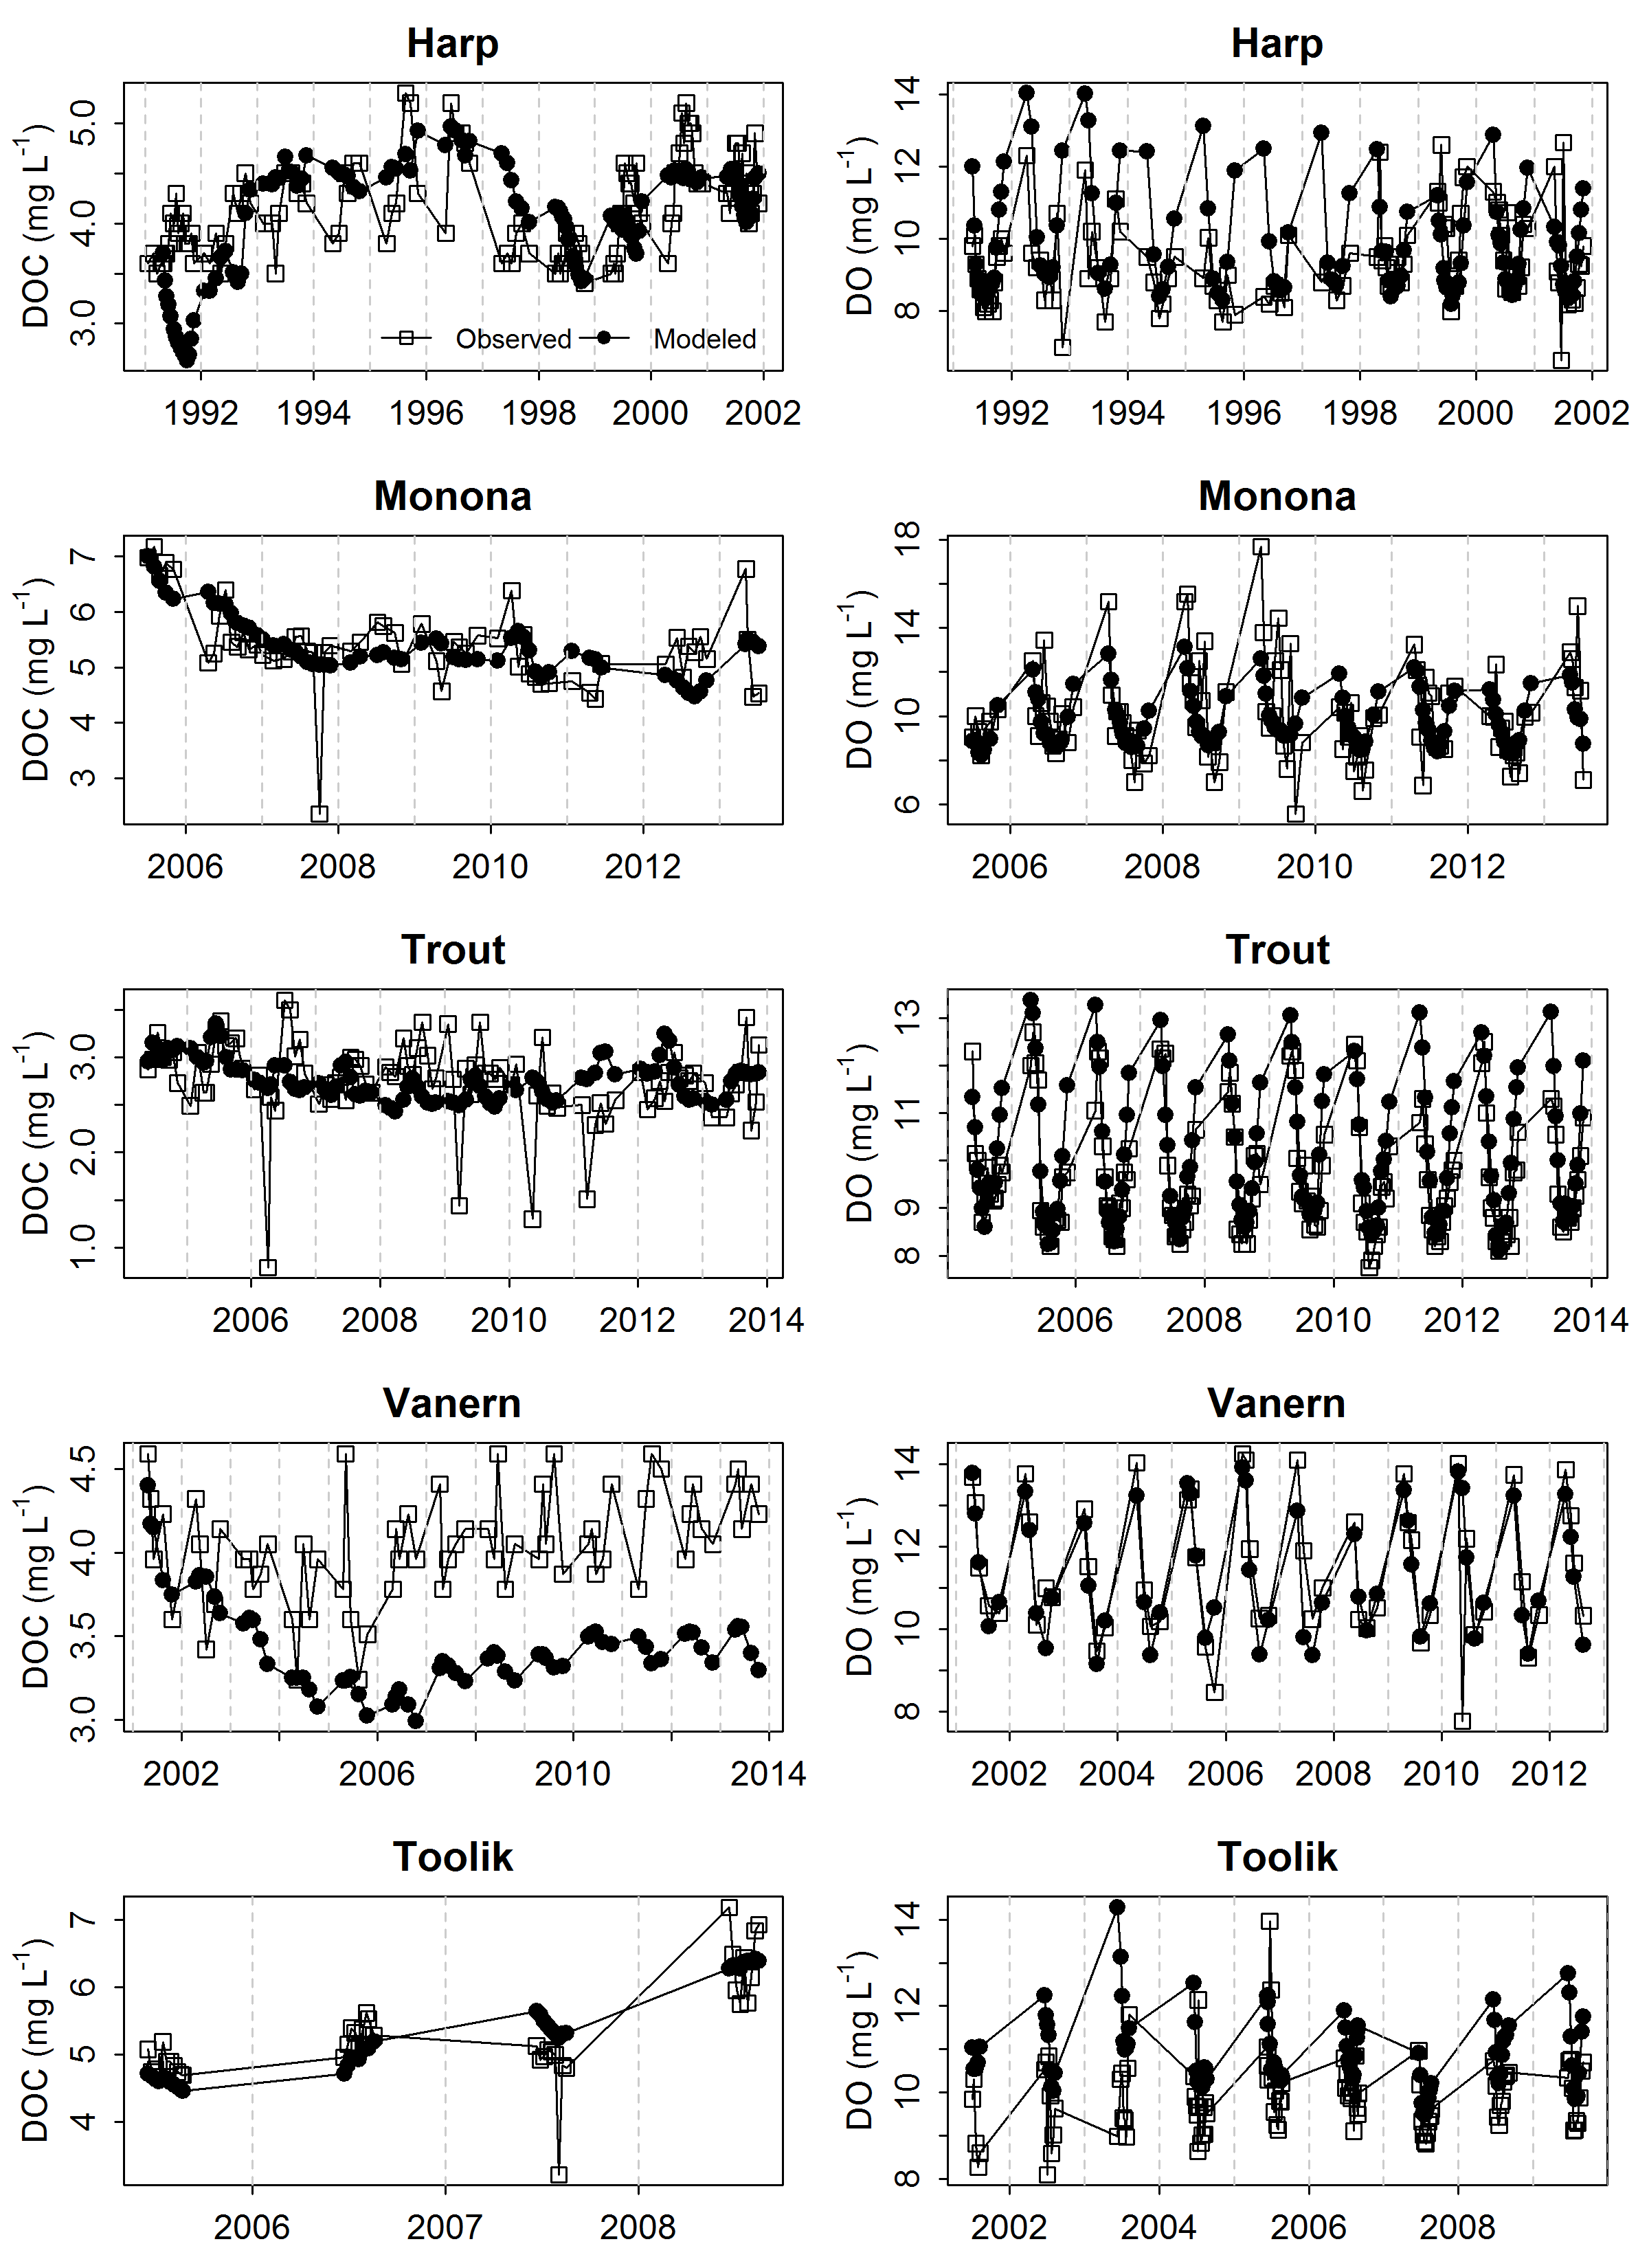 Harp
DOC (mg L-1)
3.0 4.0 5.0
Observed Modeled
1992 1994 1996 1998 2000 2002
Harp
DO (mg L-1)
8 10 12 14
1992 1994 1996 1998 2000 2002
Monona
DOC (mg L-1)
3 4 5 6 7
2006 2008 2010 2012
Monona
DO (mg L-1)
6 10 14 18
2006 2008 2010 2012
Trout
DOC (mg L-1)
1.0 2.0 3.0
2006 2008 2010 2012 2014
Trout
DO (mg L-1)
8 9 11 13
2006 2008 2010 2012 2014
Vanern
DOC (mg L-1)
3.0 3.5 4.0 4.5
2002 2006 2010 2014
Vanern
DO (mg L-1)
8 10 12 14
2002 2004 2006 2008 2010 2012
Toolik
DOC (mg L-1)
4 5 6 7
2006 2007 2008
Toolik
DO (mg L-1)
8 10 12 14
2002 2004 2006 2008